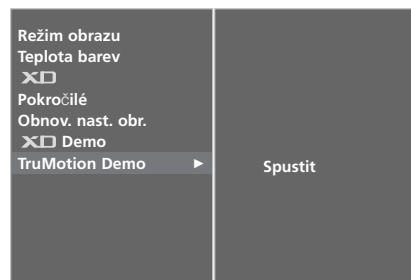 Režim obrazu
Teplota barev
XD
Pokročilé
Obnov. nast. obr.
XD Demo
TruMotion Demo ►
Spustit